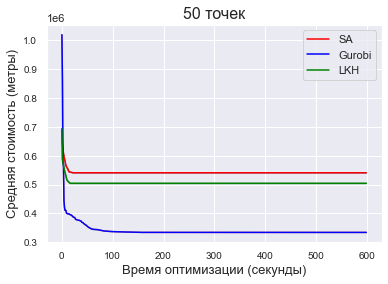 50 точек
1e6
SA
Gurobi
LKH
1.0
0.9
0.8
0.7
0.6
0.5
0.4
0.3
Средняя стоимость (метры)
0 100 200 300 400 500 600
Время оптимизации (секунды)